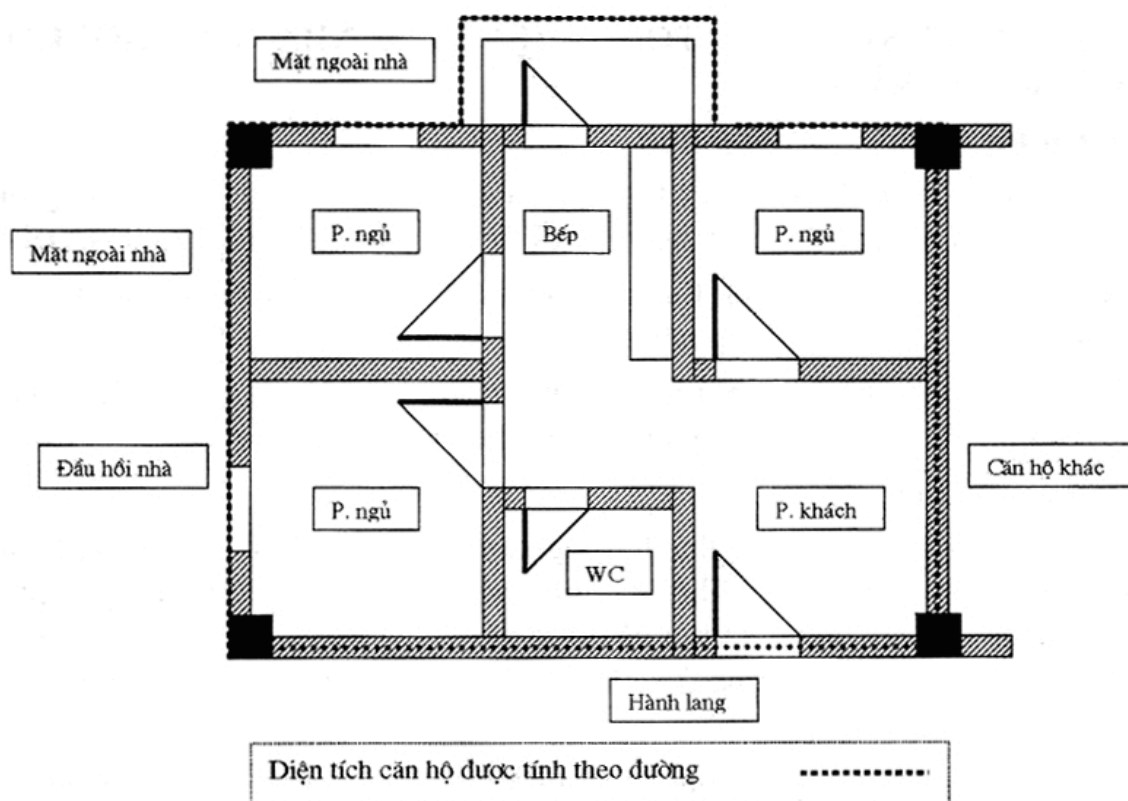 Mặt ngoài nhà
P. ngủ
Bếp
P. ngủ
Mặt ngoài nhà
Đầu hồi nhà
P. ngủ
P. khách
Căn hộ khác
WC
Hành lang
Diện tích căn hộ được tính theo đường